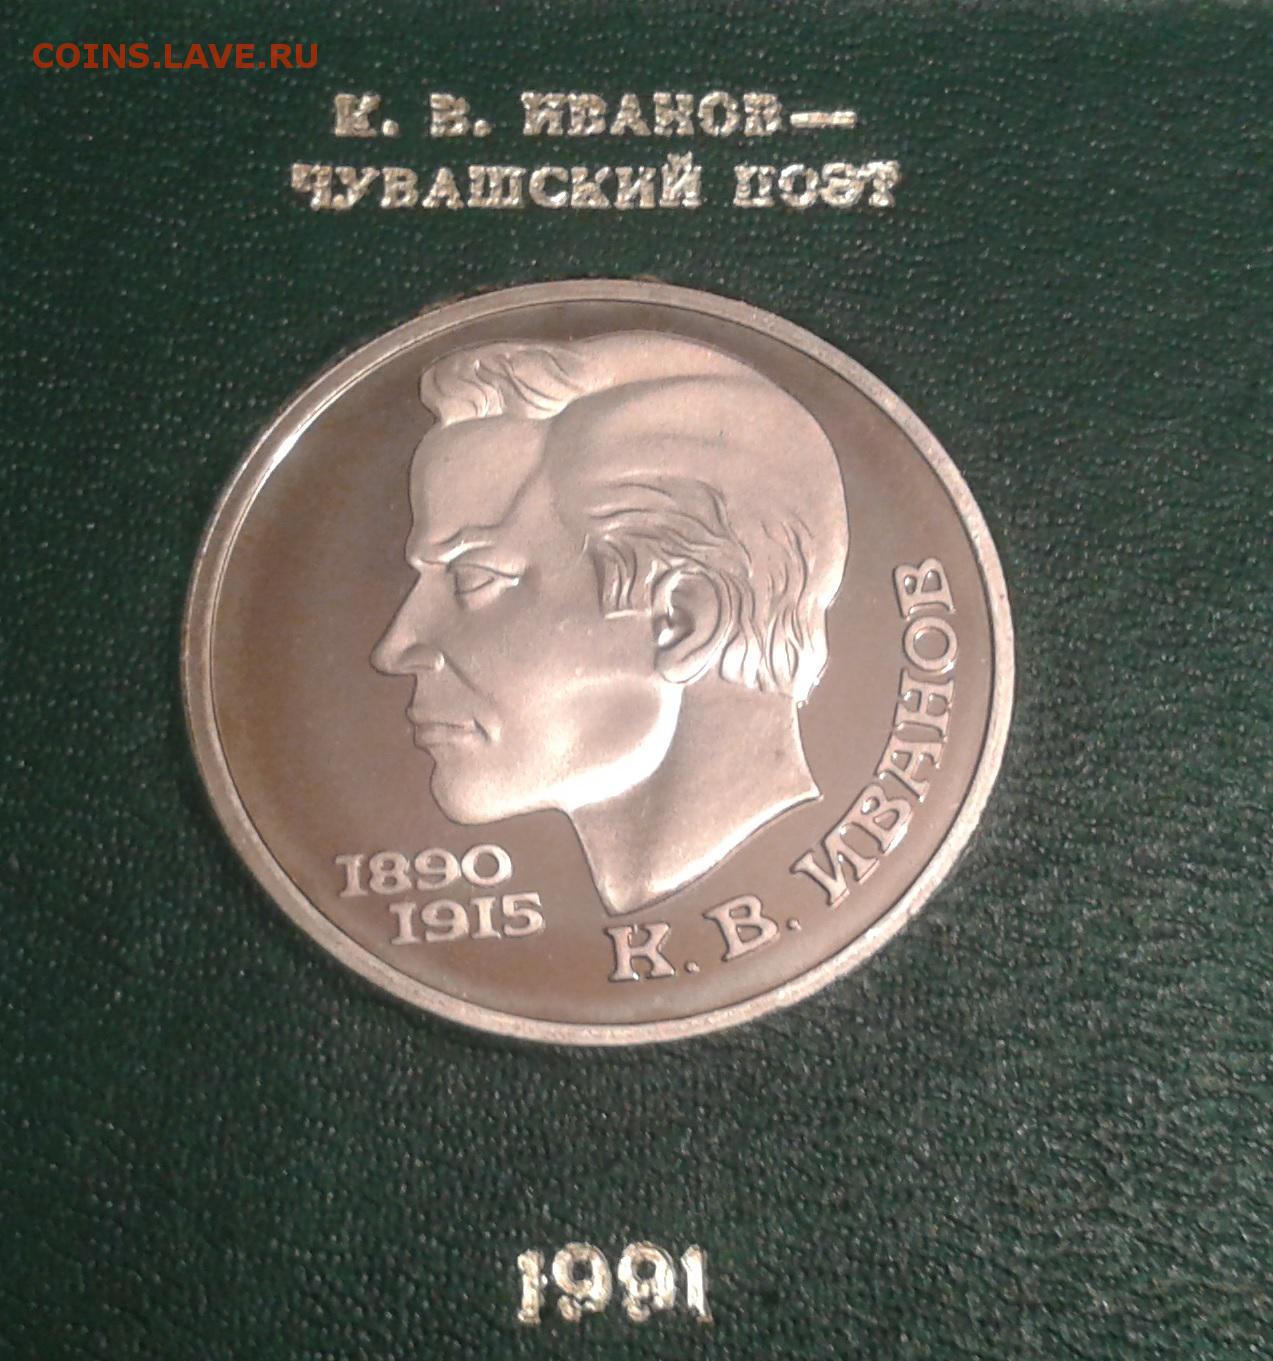 COINS.LAVE.RU
К. В. ИВАНОВ—
ЧУВАШСКИЙ ПОЭТ
1890
1915
К. В. ИВАНОВ
1991